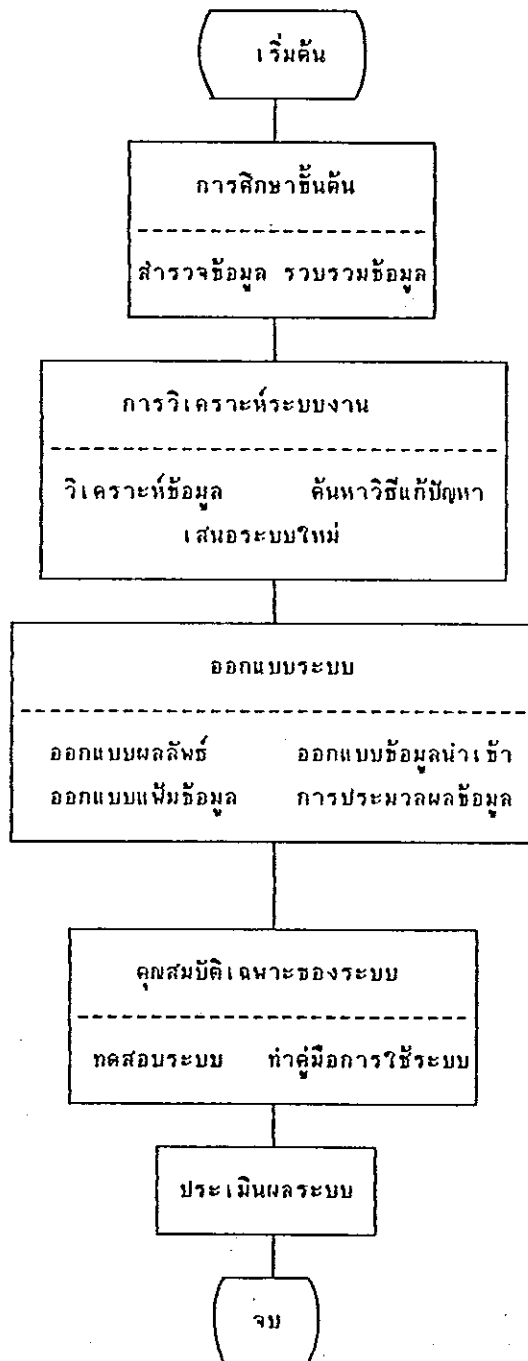 เริ่มต้น
การศึกษาขั้นต้น
สำรวจข้อมูล รวบรวมข้อมูล
การวิเคราะห์ระบบงาน
วิเคราะห์ข้อมูล ค้นหาวิธีแก้ปัญหา
เสนอระบบใหม่
ออกแบบระบบ
ออกแบบผลลัพธ์ ออกแบบข้อมูลนำเข้า
ออกแบบแฟ้มข้อมูล การประมวลผลข้อมูล
คุณสมบัติเฉพาะของระบบ
ทดสอบระบบ ทำคู่มือการใช้ระบบ
ประเมินผลระบบ
จบ